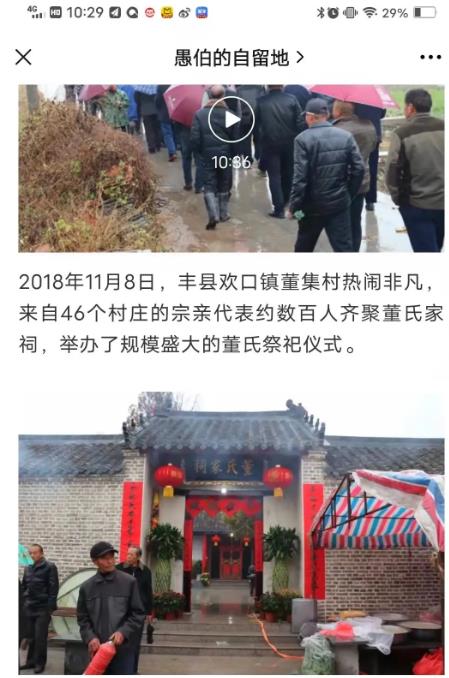 4G HD 10:29 29%
愚伯的自留地
10:36
2018年11月8日，丰县欢口镇董集村热闹非凡，
来自46个村庄的宗亲代表约数百人齐聚董氏家
祠，举办了规模盛大的董氏祭祀仪式。
董氏家祠